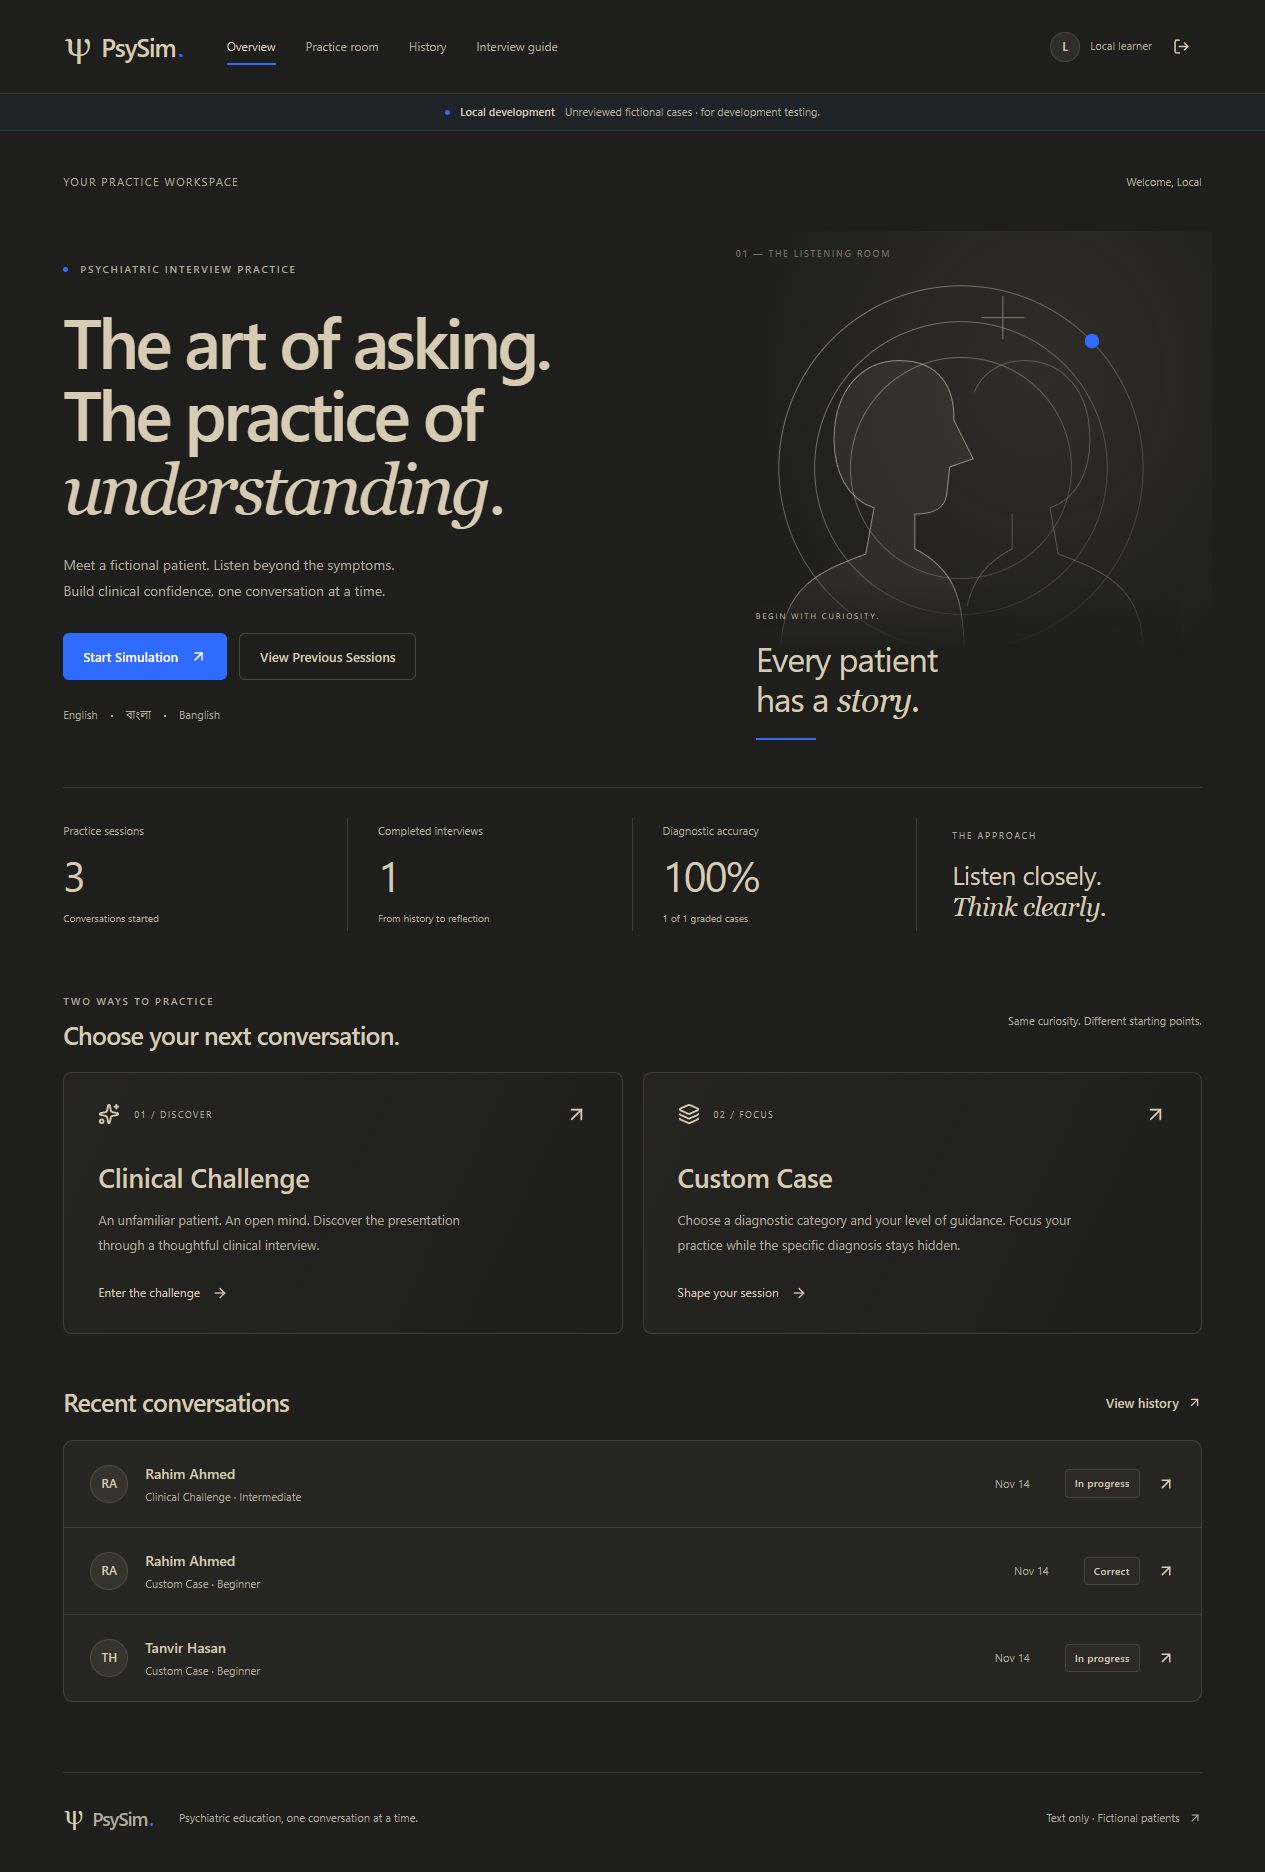 Ψ PsySim.
Overview
Practice room
History
Interview guide
L
Local learner
Local development Unreviewed fictional cases · for development testing.
YOUR PRACTICE WORKSPACE
Welcome, Local
PSYCHIATRIC INTERVIEW PRACTICE
The art of asking.
The practice of
understanding.
Meet a fictional patient. Listen beyond the symptoms.
Build clinical confidence, one conversation at a time.
Start Simulation
View Previous Sessions
English · বাংলা · Banglish
01 — THE LISTENING ROOM
BEGIN WITH CURIOSITY.
Every patient
has a story.
Practice sessions
3
Conversations started
Completed interviews
1
From history to reflection
Diagnostic accuracy
100%
1 of 1 graded cases
THE APPROACH
Listen closely.
Think clearly.
TWO WAYS TO PRACTICE
Choose your next conversation.
Same curiosity. Different starting points.
01 / DISCOVER
Clinical Challenge
An unfamiliar patient. An open mind. Discover the presentation
through a thoughtful clinical interview.
Enter the challenge
02 / FOCUS
Custom Case
Choose a diagnostic category and your level of guidance. Focus your
practice while the specific diagnosis stays hidden.
Shape your session
Recent conversations
View history
RA
Rahim Ahmed
Clinical Challenge · Intermediate
Nov 14
In progress
RA
Rahim Ahmed
Custom Case · Beginner
Nov 14
Correct
TH
Tanvir Hasan
Custom Case · Beginner
Nov 14
In progress
Ψ PsySim.
Psychiatric education, one conversation at a time.
Text only · Fictional patients